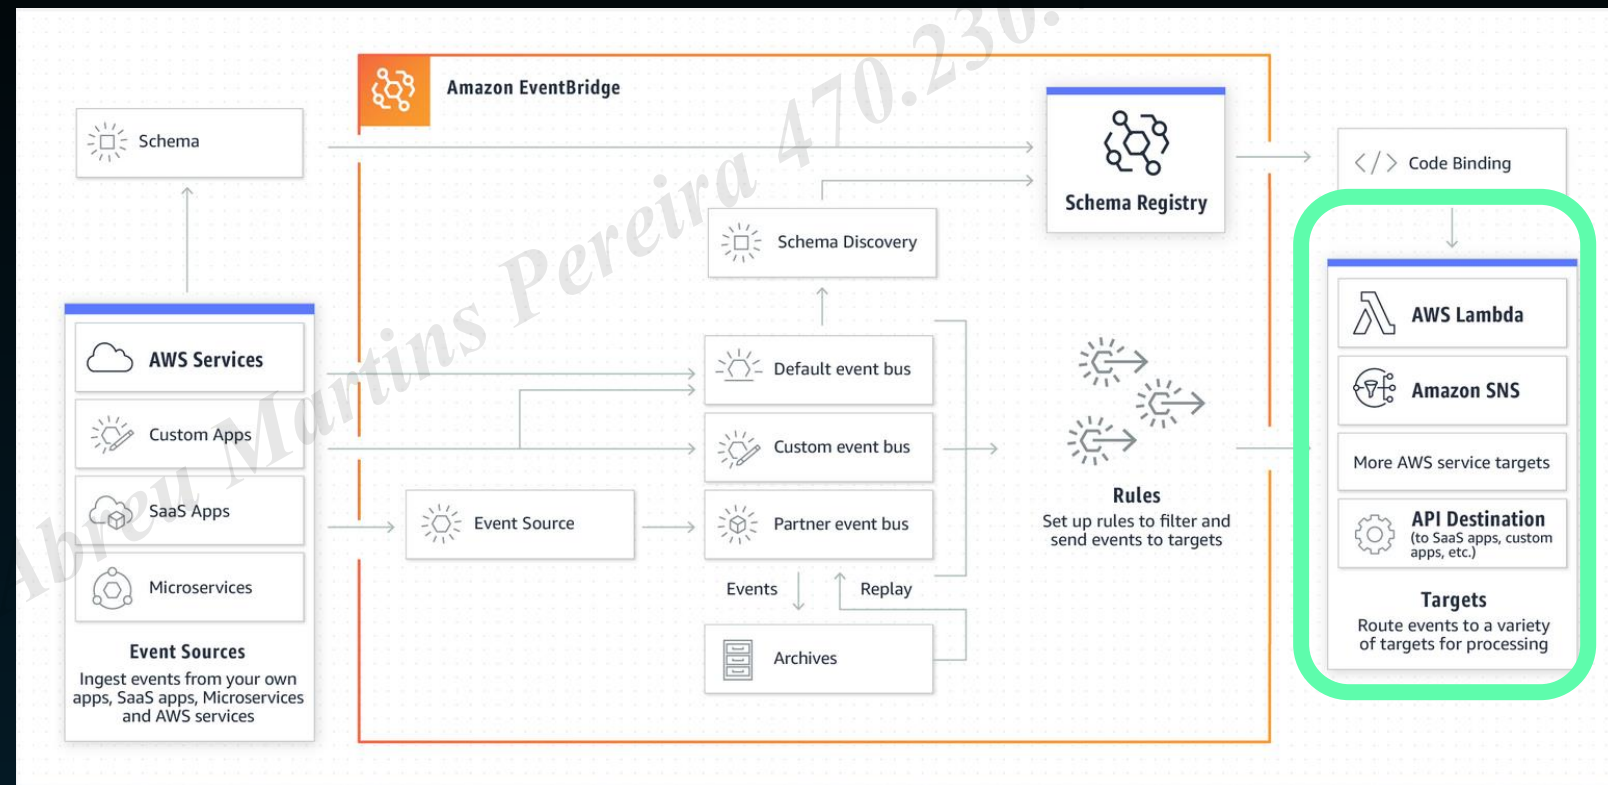 Amazon EventBridge
Schema
Schema Registry
</> Code Binding
Schema Discovery
AWS Services
Custom Apps
SaaS Apps
Microservices
Event Sources
Ingest events from your own
apps, SaaS apps, Microservices
and AWS services
Event Source
Default event bus
Custom event bus
Partner event bus
Events
Replay
Archives
Rules
Set up rules to filter and
send events to targets
AWS Lambda
Amazon SNS
More AWS service targets
API Destination
(to SaaS apps, custom
apps, etc.)
Targets
Route events to a variety
of targets for processing
Abreu Martins Pereira 470.230.